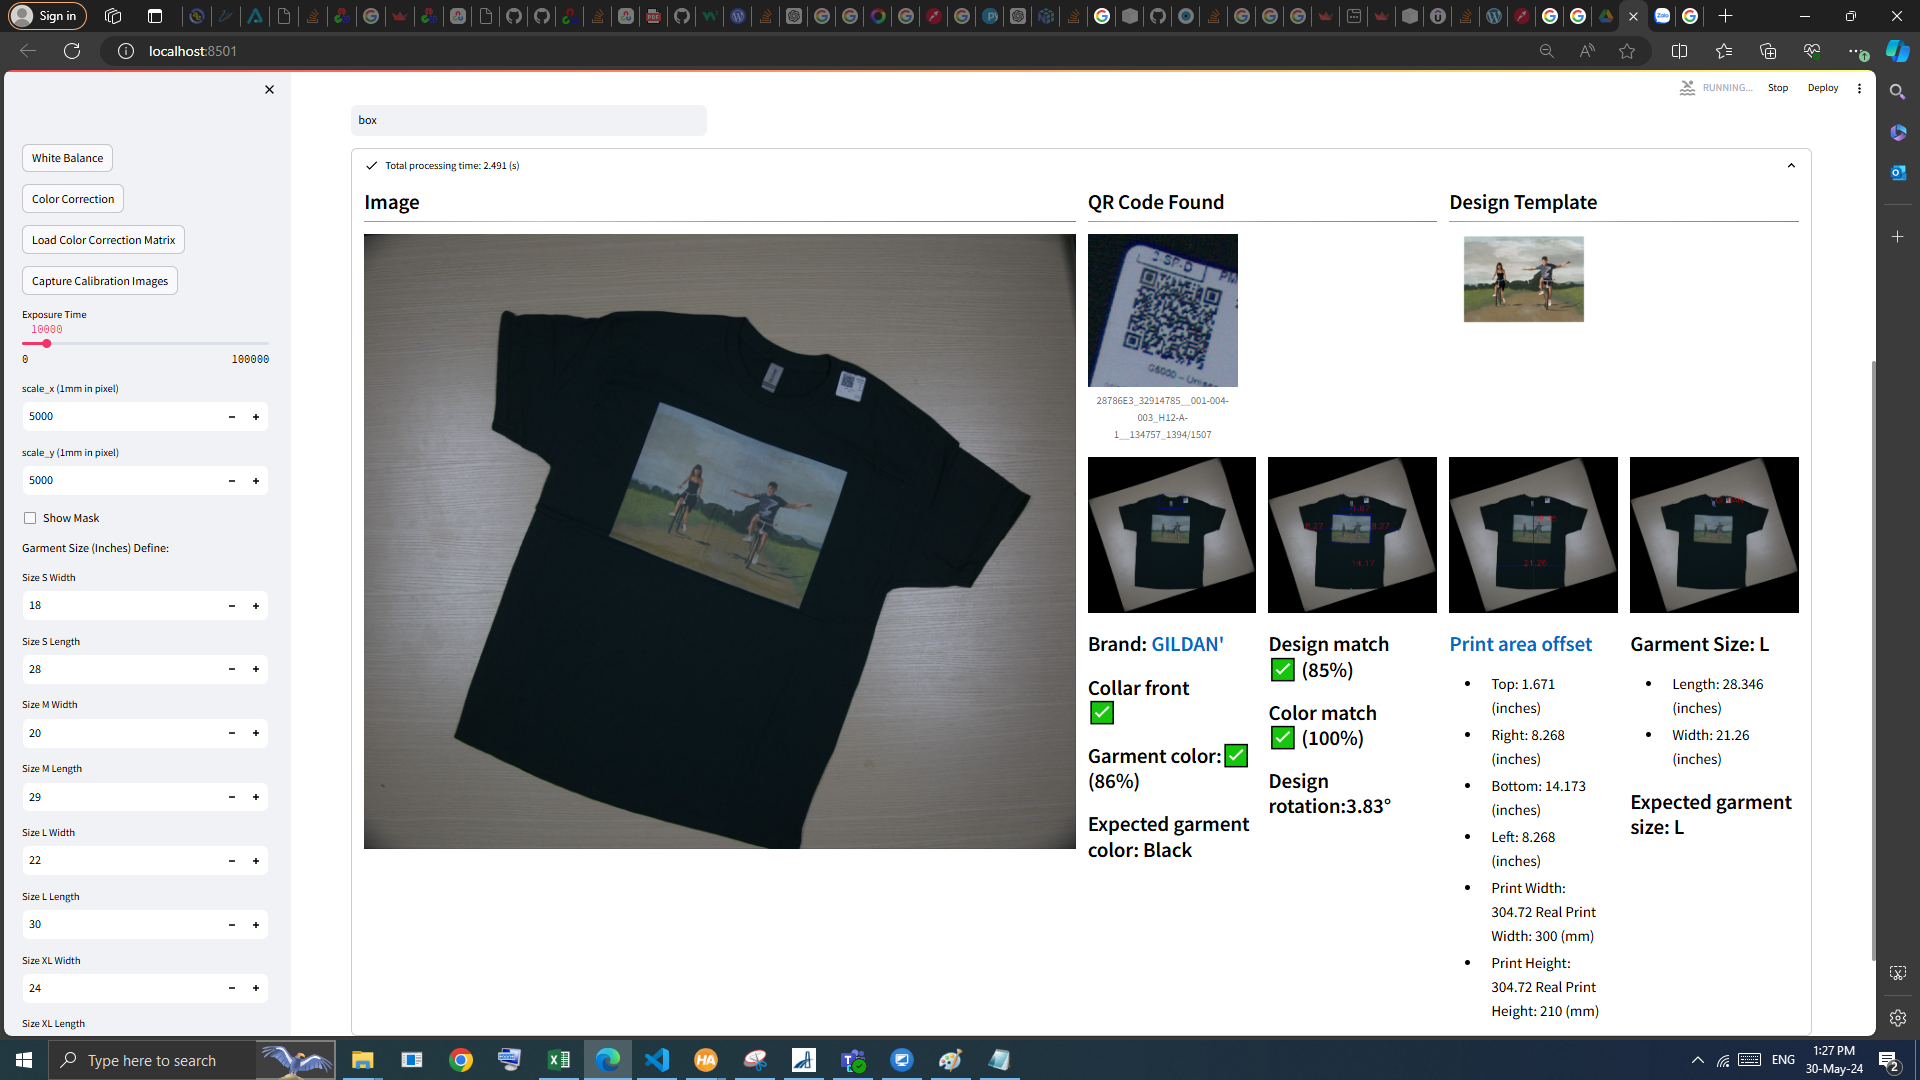 Sign in
localhost:8501
RUNNING...
Stop
Deploy
White Balance
Color Correction
Load Color Correction Matrix
Capture Calibration Images
Exposure Time
10000
0
100000
scale_x (1mm in pixel)
5000
scale_y (1mm in pixel)
5000
Show Mask
Garment Size (Inches) Define:
Size S Width
18
Size S Length
28
Size M Width
20
Size M Length
29
Size L Width
22
Size L Length
30
Size XL Width
24
Size XL Length
box
Total processing time: 2.491 (s)
Image
QR Code Found
28786E3_32914785__001-004-
003_H12-A-
1__134757_1394/1507
Design Template
Brand: GILDAN'
Collar front
Garment color:
(86%)
Expected garment
color: Black
Design match
(85%)
Color match
(100%)
Design
rotation:3.83°
Print area offset
Top: 1.671
(inches)
Right: 8.268
(inches)
Bottom: 14.173
(inches)
Left: 8.268
(inches)
Print Width:
304.72 Real Print
Width: 300 (mm)
Print Height:
304.72 Real Print
Height: 210 (mm)
Garment Size: L
Length: 28.346
(inches)
Width: 21.26
(inches)
Expected garment
size: L
Type here to search
ENG
1:27 PM
30-May-24
2